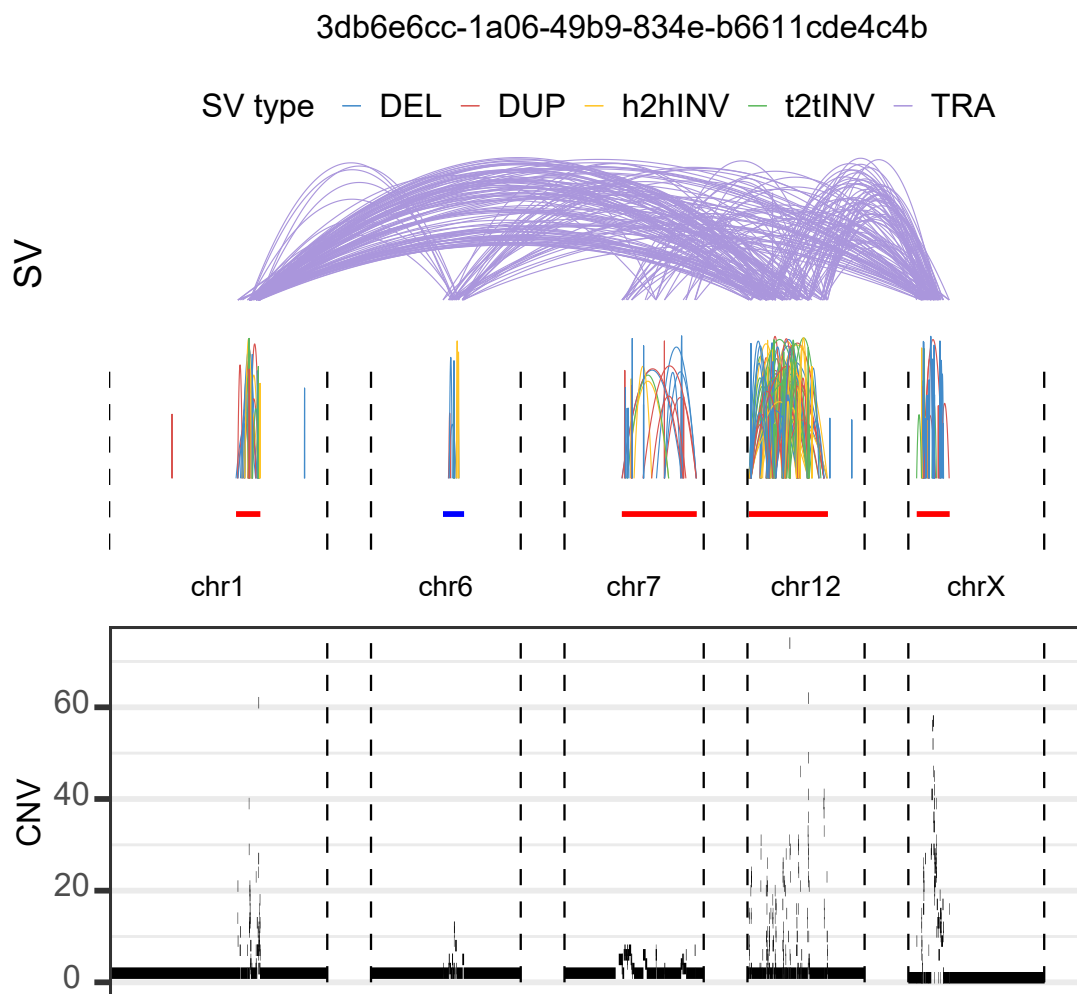 3db6e6cc-1a06-49b9-834e-b6611cde4c4b
SV type DEL DUP h2hINV t2tINV TRA
SV
chr1 chr6 chr7 chr12 chrX
CNV
60
40
20
0